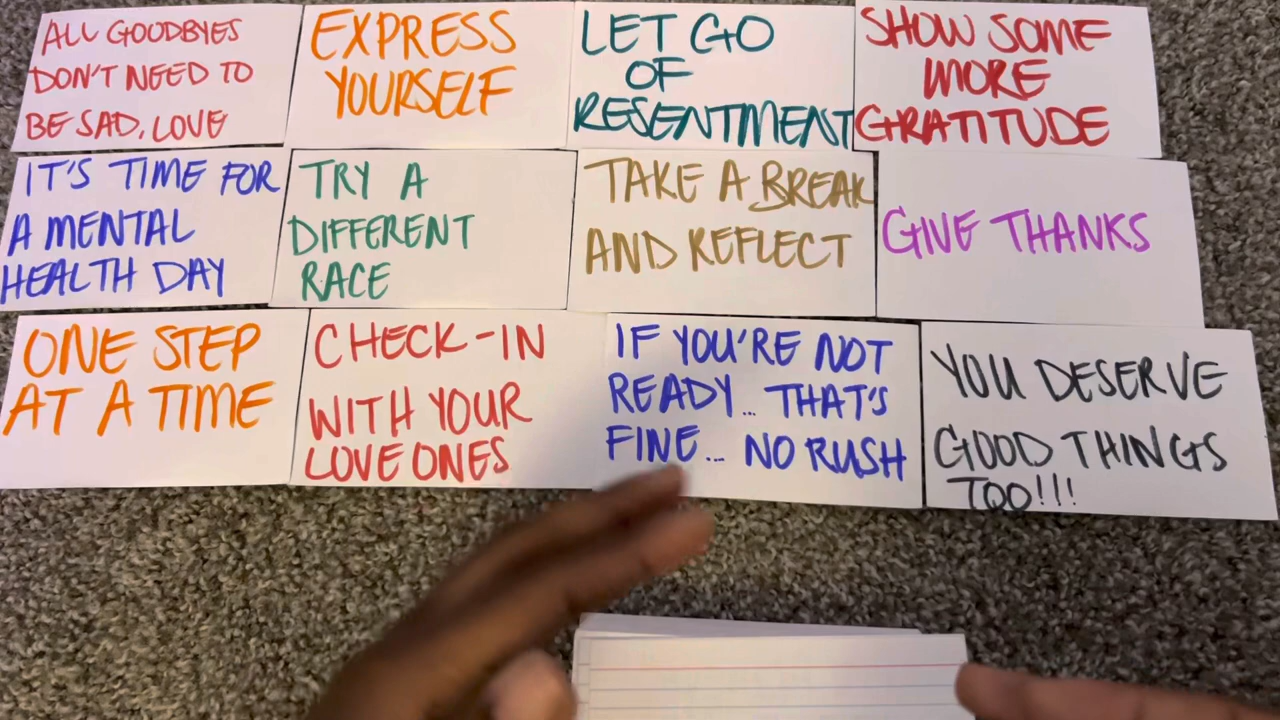 ALL GOODBYES
DON'T NEED TO
BE SAD, LOVE
EXPRESS
YOURSELF
LET GO
OF
RESENTMENT
SHOW SOME
MORE
GRATITUDE
IT'S TIME FOR
A MENTAL
HEALTH DAY
TRY A
DIFFERENT
RACE
TAKE A BREAK
AND REFLECT
GIVE THANKS
ONE STEP
AT A TIME
CHECK-IN
WITH YOUR
LOVE ONES
IF YOU'RE NOT
READY... THAT'S
FINE... NO RUSH
YOU DESERVE
GOOD THINGS
TOO!!!